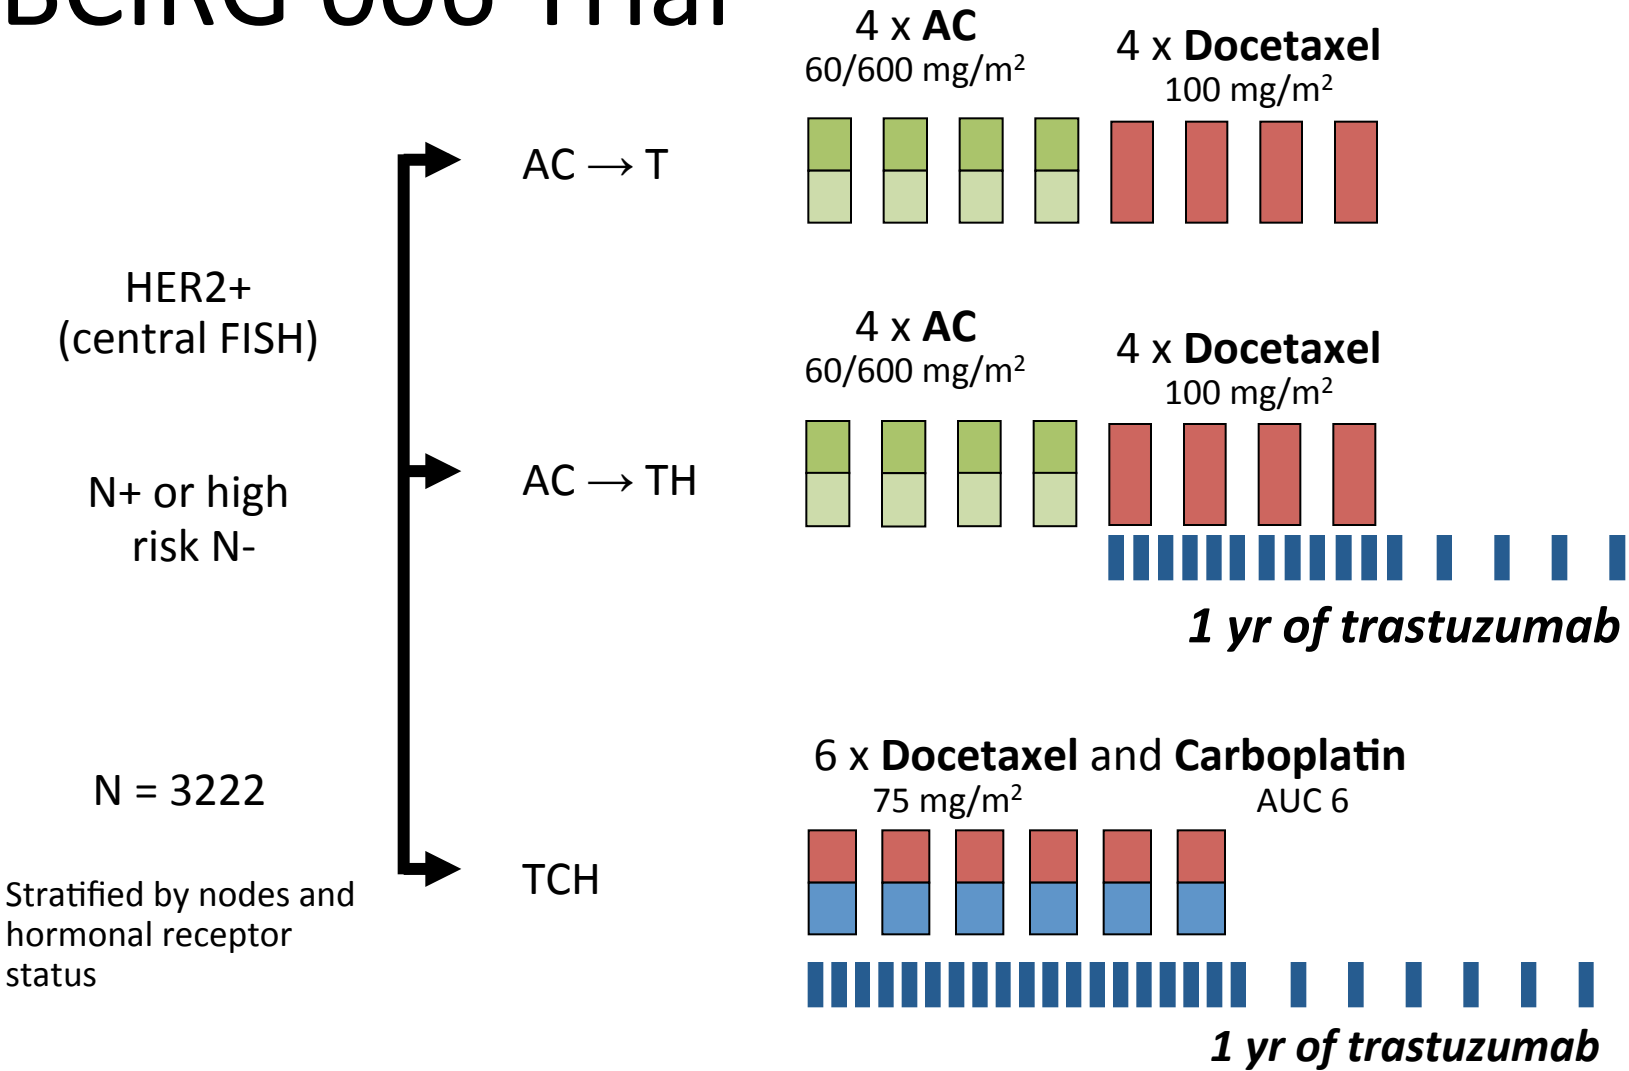 BCIRG 006 Trial
4 x AC
60/600 mg/m²
4 x Docetaxel
100 mg/m²
AC → T
HER2+
(central FISH)
4 x AC
60/600 mg/m²
4 x Docetaxel
100 mg/m²
AC → TH
N+ or high
risk N-
1 yr of trastuzumab
6 x Docetaxel and Carboplatin
75 mg/m²
AUC 6
N = 3222
TCH
Stratified by nodes and
hormonal receptor
status
1 yr of trastuzumab